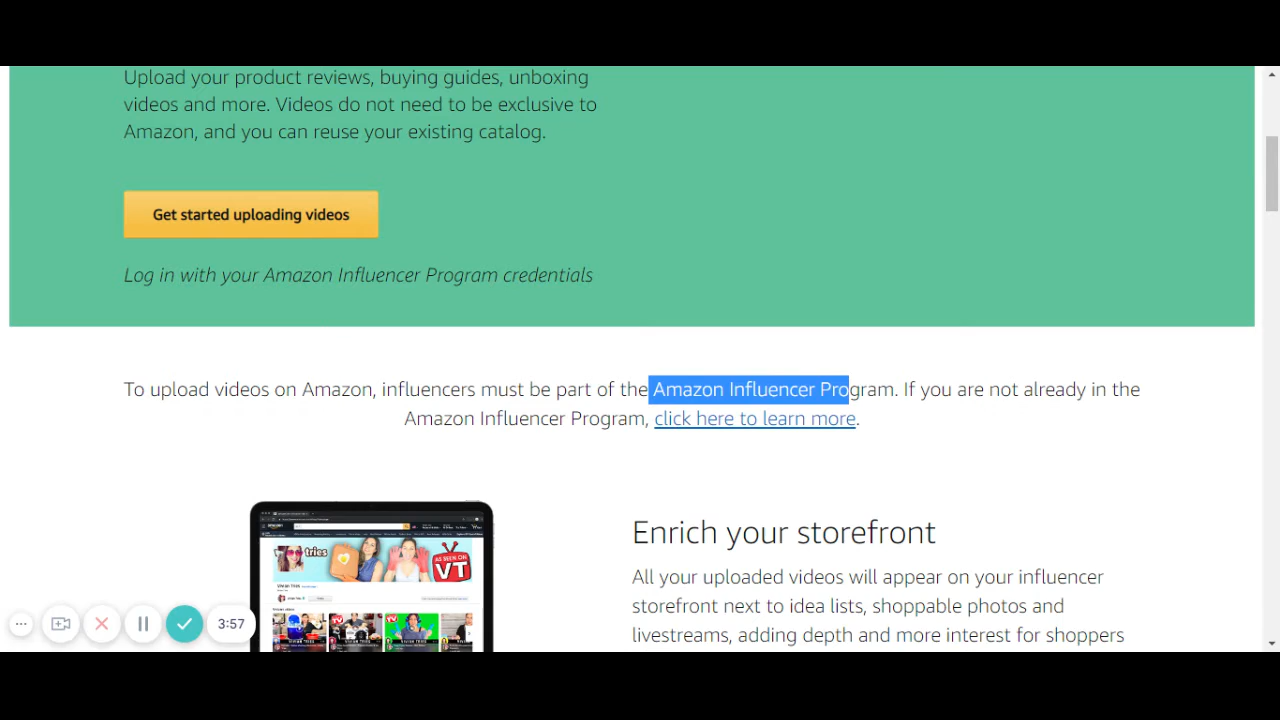 Upload your product reviews, buying guides, unboxing
videos and more. Videos do not need to be exclusive to
Amazon, and you can reuse your existing catalog.
Get started uploading videos
Log in with your Amazon Influencer Program credentials
To upload videos on Amazon, influencers must be part of the Amazon Influencer Program. If you are not already in the
Amazon Influencer Program, click here to learn more.
tries
AS SEEN ON
VT
Enrich your storefront
All your uploaded videos will appear on your influencer
storefront next to idea lists, shoppable photos and
livestreams, adding depth and more interest for shoppers
3:57